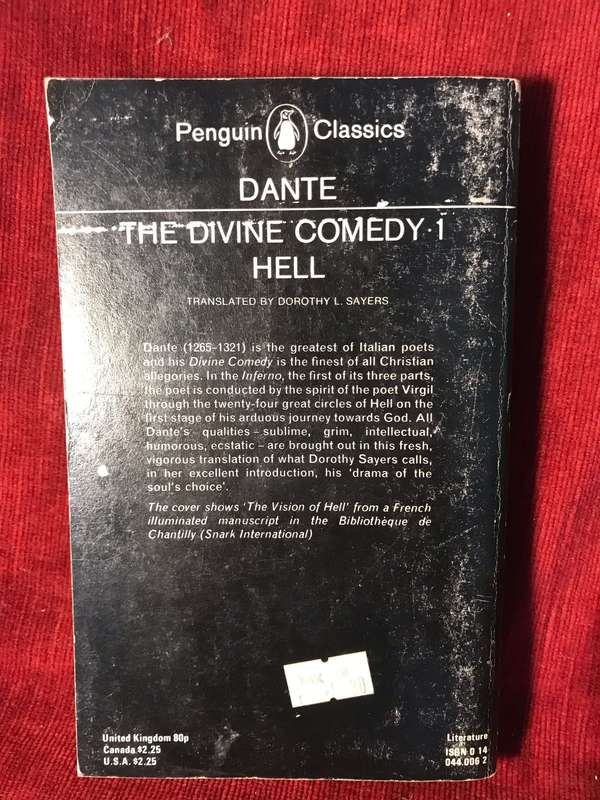 Penguin Classics
DANTE
THE DIVINE COMEDY·1
HELL
TRANSLATED BY DOROTHY L. SAYERS
Dante (1265–1321) is the greatest of Italian poets
and his Divine Comedy is the finest of all Christian
allegories. In the Inferno, the first of its three parts,
the poet is conducted by the spirit of the poet Virgil
through the twenty-four great circles of Hell on the
first stage of his arduous journey towards God. All
Dante's qualities – sublime, grim, intellectual,
humorous, ecstatic – are brought out in this fresh,
vigorous translation of what Dorothy Sayers calls,
in her excellent introduction, his 'drama of the
soul's choice'.
The cover shows 'The Vision of Hell' from a French
illuminated manuscript in the Bibliothèque de
Chantilly (Snark International)
United Kingdom 80p
Canada $2.25
U.S.A. $2.25
Literature
ISBN 0 14
044.006 2